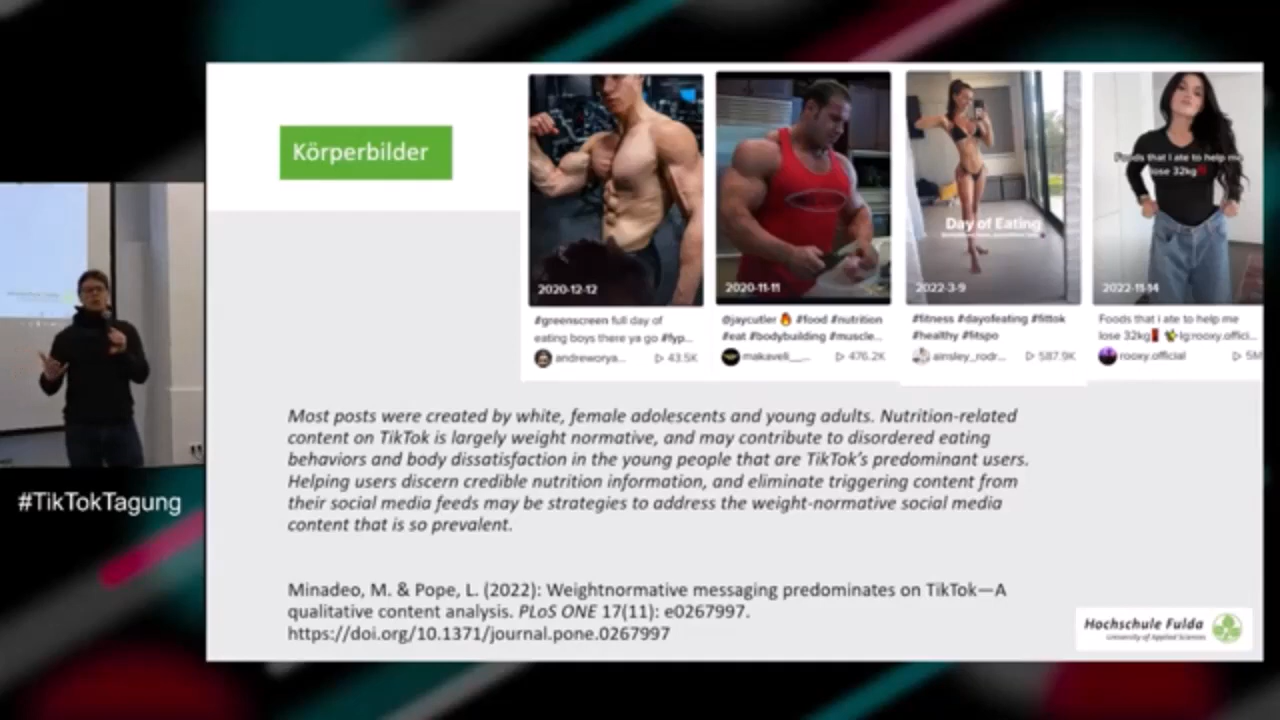 Körperbilder
Foods that I ate to help me
lose 32kg
Day of Eating
2020-12-12
2020-11-11
2022-3-9
2022-11-14
#greenscreen full day of
eating boys there ya go #fyp...
andreworya...
43.5K
@jaycutler 🔥 #food #nutrition
#eat #bodybuilding #muscle...
makaveli__...
476.2K
#fitness #dayofeating #fittok
#healthy #fitspo
ainsley_rodr...
587.9K
Foods that i ate to help me
lose 32kg Ig:rooxy.offici...
rooxy.official
5M
Most posts were created by white, female adolescents and young adults. Nutrition-related
content on TikTok is largely weight normative, and may contribute to disordered eating
behaviors and body dissatisfaction in the young people that are TikTok's predominant users.
Helping users discern credible nutrition information, and eliminate triggering content from
their social media feeds may be strategies to address the weight-normative social media
content that is so prevalent.
Minadeo, M. & Pope, L. (2022): Weightnormative messaging predominates on TikTok—A
qualitative content analysis. PLoS ONE 17(11): e0267997.
https://doi.org/10.1371/journal.pone.0267997
Hochschule Fulda
University of Applied Sciences
#TikTokTagung